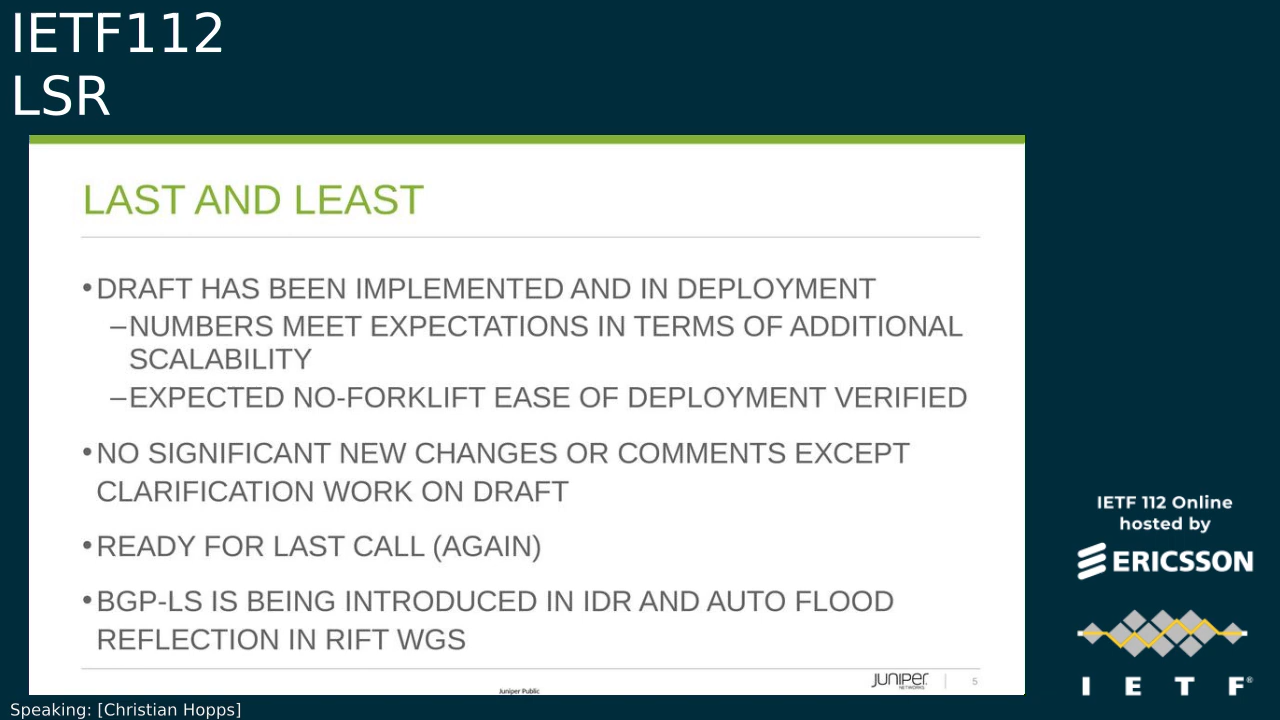 IETF112
LSR
LAST AND LEAST
•DRAFT HAS BEEN IMPLEMENTED AND IN DEPLOYMENT
–NUMBERS MEET EXPECTATIONS IN TERMS OF ADDITIONAL
SCALABILITY
–EXPECTED NO-FORKLIFT EASE OF DEPLOYMENT VERIFIED
•NO SIGNIFICANT NEW CHANGES OR COMMENTS EXCEPT
CLARIFICATION WORK ON DRAFT
•READY FOR LAST CALL (AGAIN)
•BGP-LS IS BEING INTRODUCED IN IDR AND AUTO FLOOD
REFLECTION IN RIFT WGS
JUNIPER
NETWORKS
5
Juniper Public
IETF 112 Online
hosted by
ERICSSON
I E T F®
Speaking: [Christian Hopps]